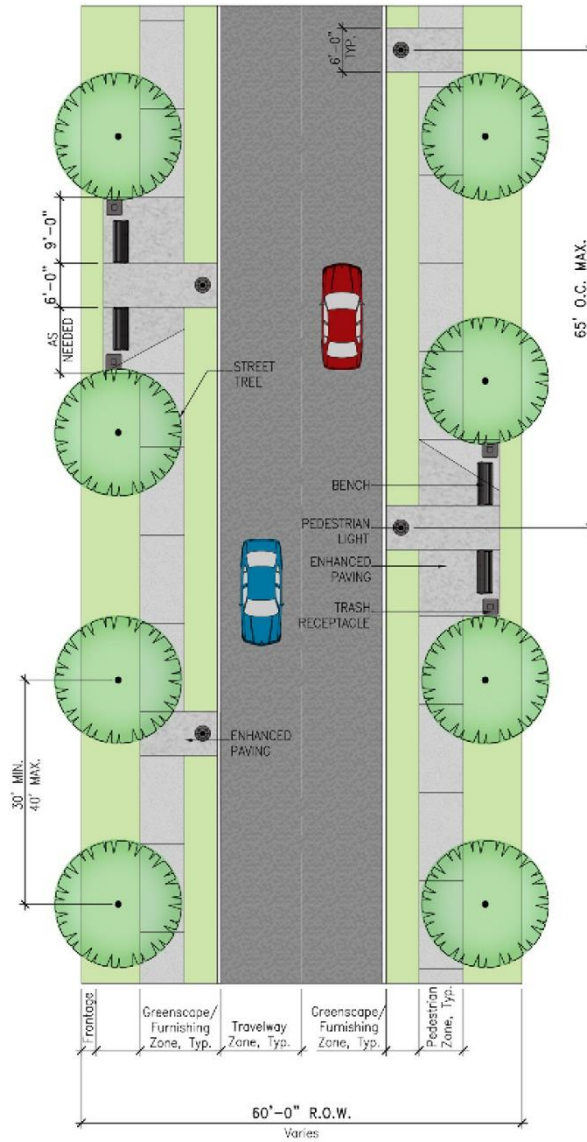 6'-0"
TYP.
9'-0"
6'-0"
AS
NEEDED
65' O.C. MAX.
STREET
TREE
BENCH
PEDESTRIAN
LIGHT
ENHANCED
PAVING
TRASH
RECEPTACLE
ENHANCED
PAVING
30' MIN.
40' MAX.
Frontage
Greenscape/
Furnishing
Zone, Typ.
Travelway
Zone, Typ.
Greenscape/
Furnishing
Zone, Typ.
Pedestrian
Zone, Typ.
60'-0" R.O.W.
Varies